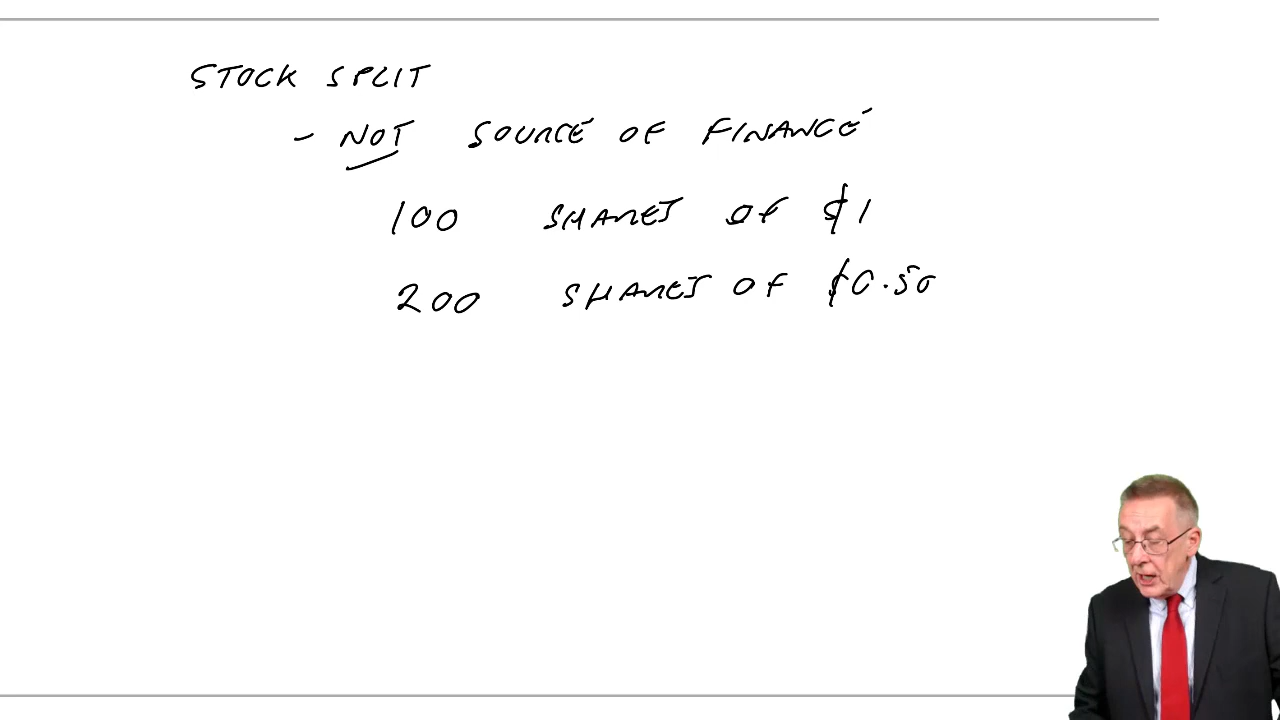 STOCK SPLIT
- NOT SOURCE OF FINANCE
100 SHARES OF $1
200 SHARES OF $0.50